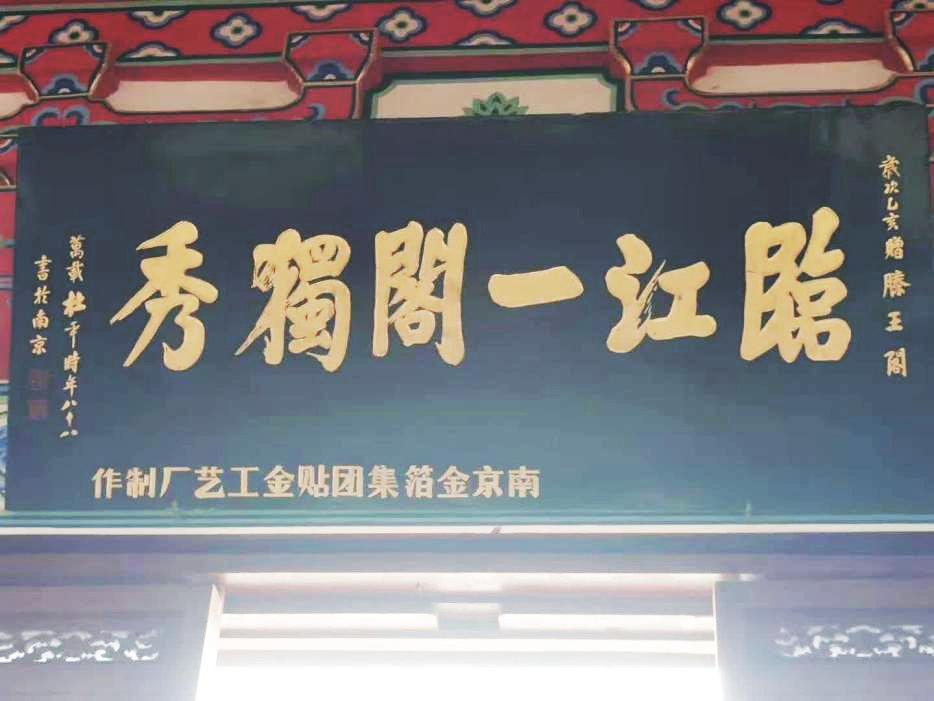 歲次乙亥贈滕王閣
臨江一閣獨秀
萬載杜平時年八十八
書於南京
南京金箔集团贴金工艺厂制作